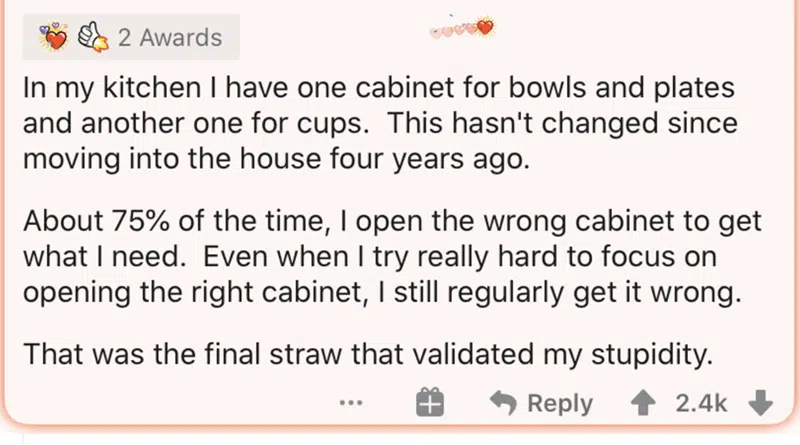 2 Awards
In my kitchen I have one cabinet for bowls and plates
and another one for cups.  This hasn't changed since
moving into the house four years ago.
About 75% of the time, I open the wrong cabinet to get
what I need.  Even when I try really hard to focus on
opening the right cabinet, I still regularly get it wrong.
That was the final straw that validated my stupidity.
... Reply 2.4k